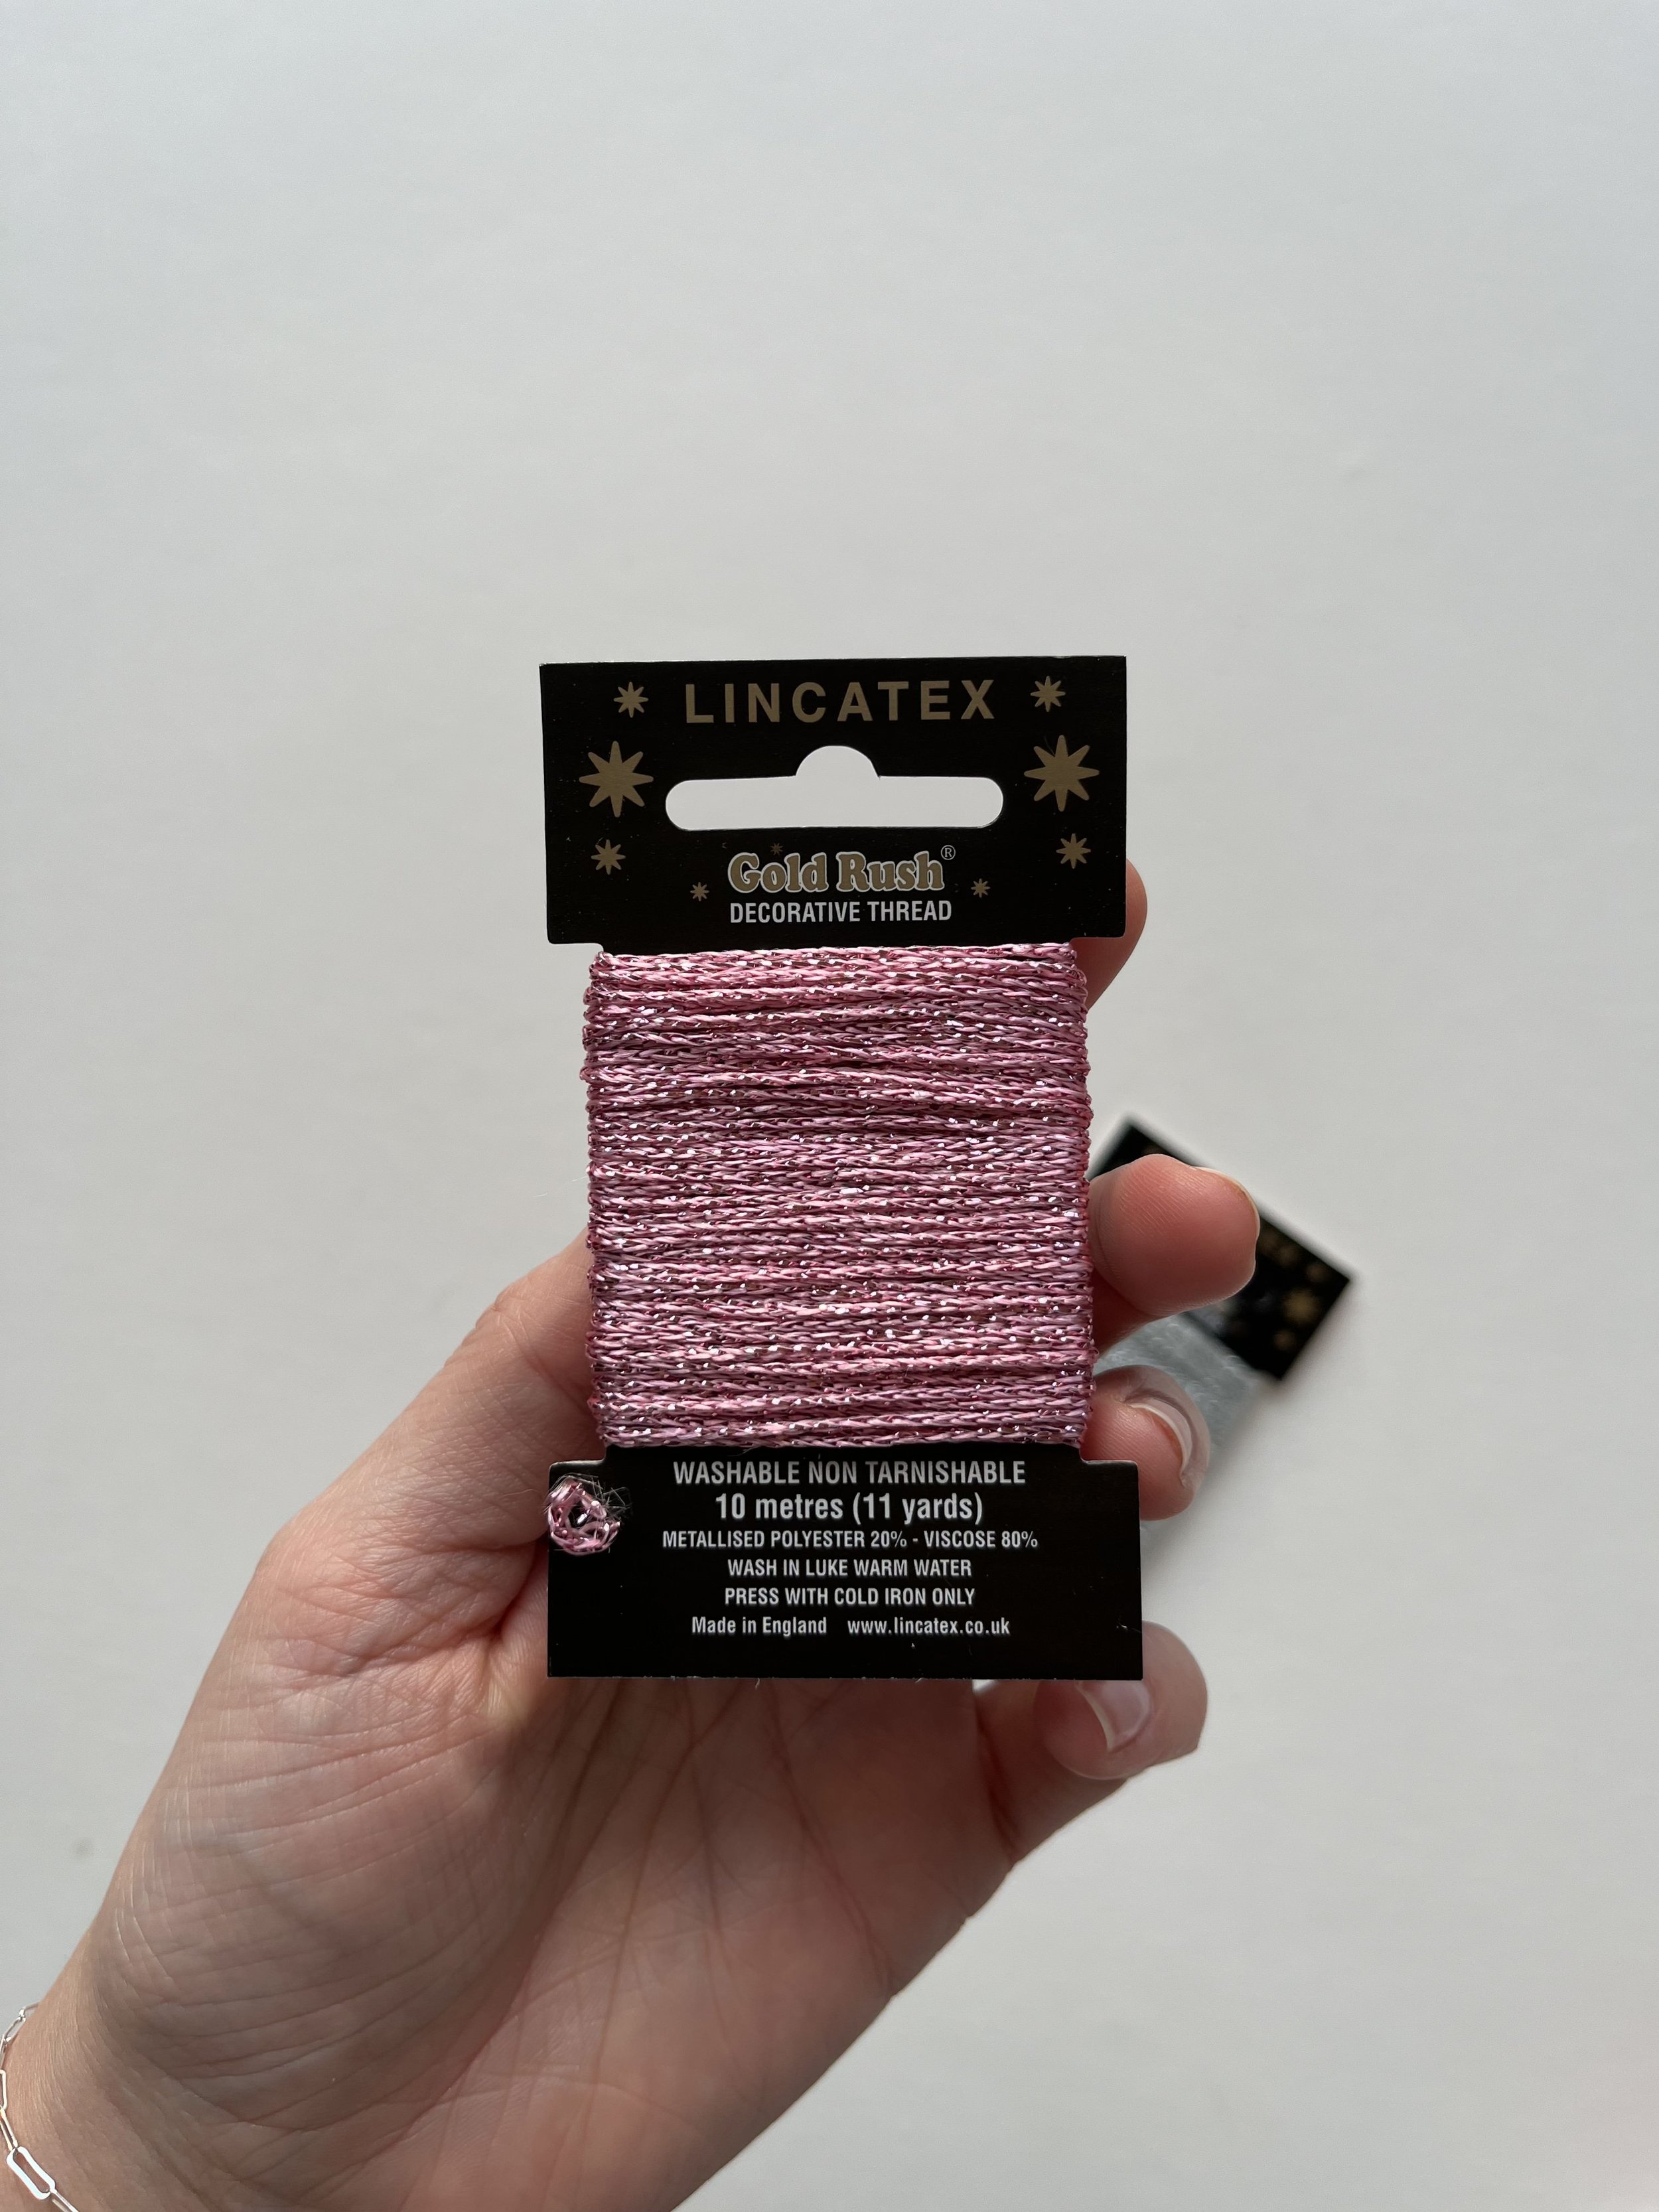 LINCATEX
Gold Rush®
DECORATIVE THREAD
WASHABLE NON TARNISHABLE
10 metres (11 yards)
METALLISED POLYESTER 20% - VISCOSE 80%
WASH IN LUKE WARM WATER
PRESS WITH COLD IRON ONLY
Made in England www.lincatex.co.uk